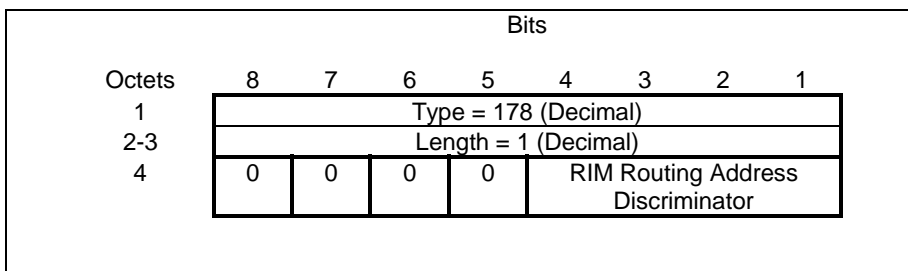 Bits
Octets 8 7 6 5 4 3 2 1
1 Type = 178 (Decimal)
2-3 Length = 1 (Decimal)
4 0 0 0 0 RIM Routing Address
Discriminator